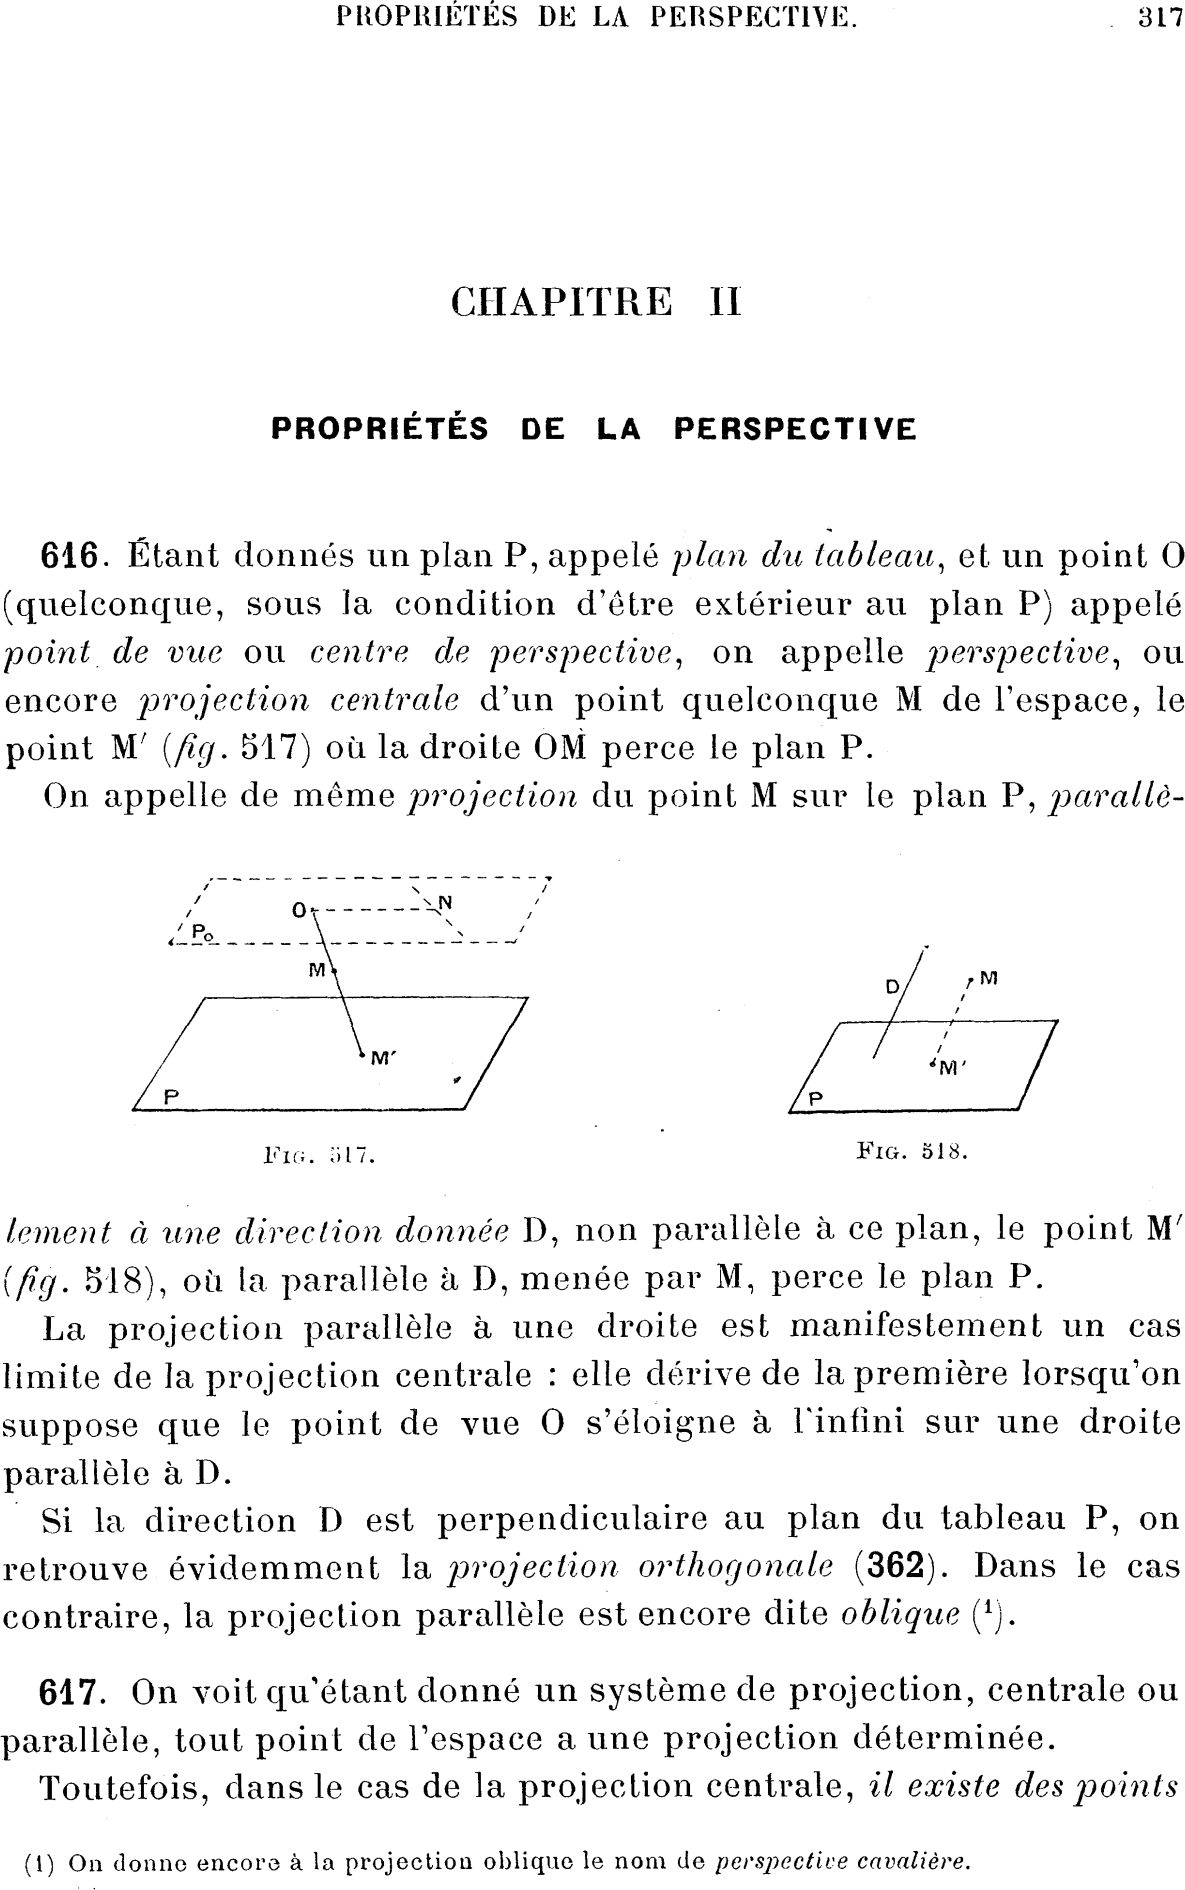 PROPRIÉTÉS DE LA PERSPECTIVE. 317
CHAPITRE II
PROPRIÉTÉS DE LA PERSPECTIVE
616. Étant donnés un plan P, appelé plan du tableau, et un point O
(quelconque, sous la condition d'être extérieur au plan P) appelé
point de vue ou centre de perspective, on appelle perspective, ou
encore projection centrale d'un point quelconque M de l'espace, le
point M' (fig. 517) où la droite OM perce le plan P.
On appelle de même projection du point M sur le plan P, parallè-
O
N
P₀
M
M'
P
FIG. 517.
D
M
M'
P
FIG. 518.
lement à une direction donnée D, non parallèle à ce plan, le point M'
(fig. 518), où la parallèle à D, menée par M, perce le plan P.
La projection parallèle à une droite est manifestement un cas
limite de la projection centrale : elle dérive de la première lorsqu'on
suppose que le point de vue O s'éloigne à l'infini sur une droite
parallèle à D.
Si la direction D est perpendiculaire au plan du tableau P, on
retrouve évidemment la projection orthogonale (362). Dans le cas
contraire, la projection parallèle est encore dite oblique (¹).
617. On voit qu'étant donné un système de projection, centrale ou
parallèle, tout point de l'espace a une projection déterminée.
Toutefois, dans le cas de la projection centrale, il existe des points
(1) On donne encore à la projection oblique le nom de perspective cavalière.